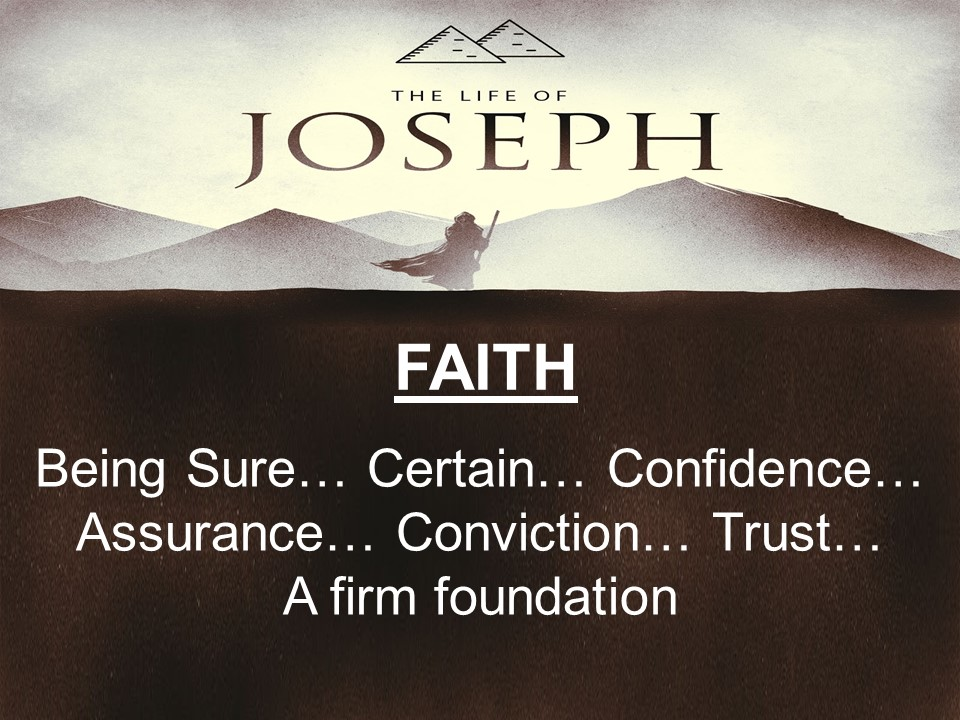 THE LIFE OF
JOSEPH
FAITH
Being Sure… Certain… Confidence…
Assurance… Conviction… Trust…
A firm foundation